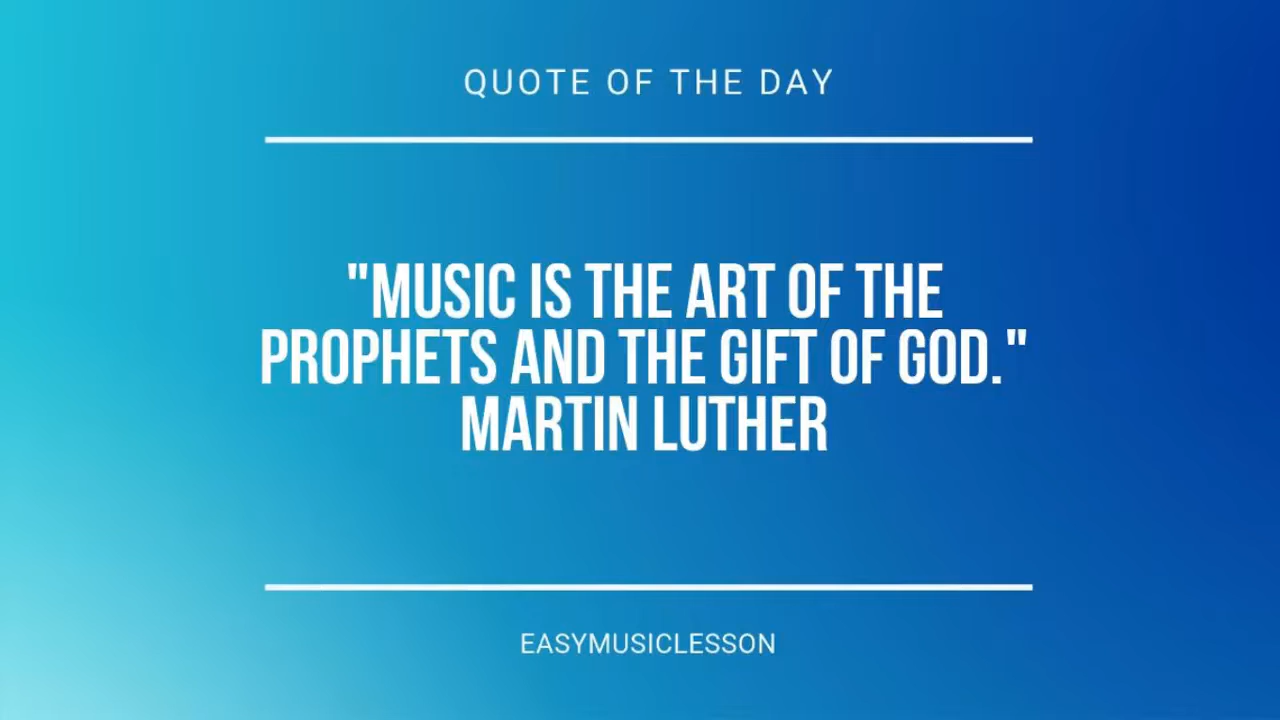 QUOTE OF THE DAY
"MUSIC IS THE ART OF THE
PROPHETS AND THE GIFT OF GOD."
MARTIN LUTHER
EASYMUSICLESSON